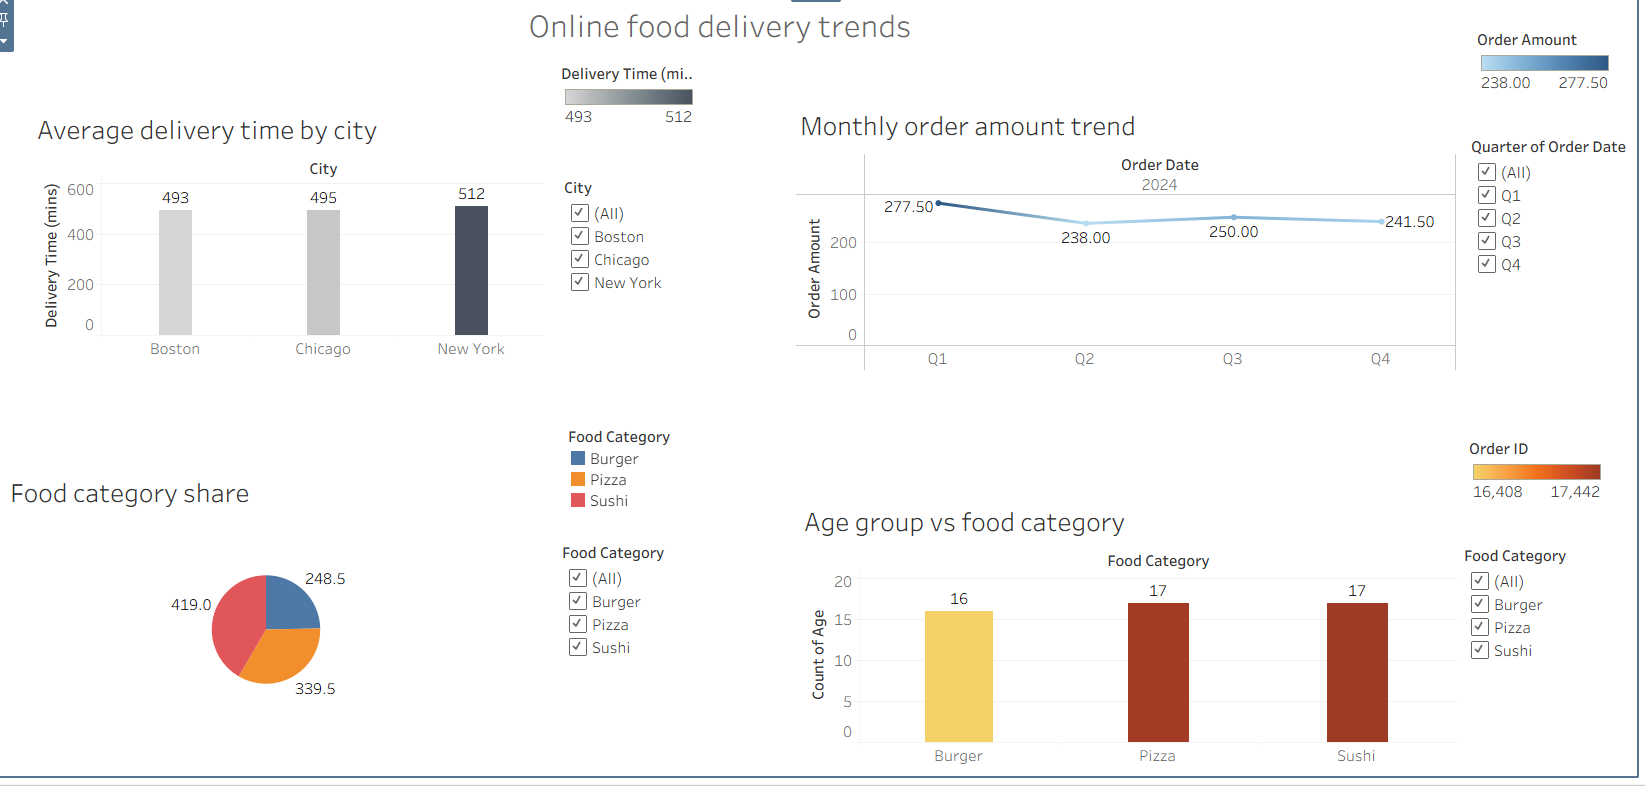 Online food delivery trends
Delivery Time (mi..
493 512
Order Amount
238.00 277.50
Average delivery time by city
City
Delivery Time (mins)
600
400
200
0
493
495
512
Boston
Chicago
New York
City
(All)
Boston
Chicago
New York
Monthly order amount trend
Order Date
2024
Order Amount
200
100
0
277.50
238.00
250.00
241.50
Q1
Q2
Q3
Q4
Quarter of Order Date
(All)
Q1
Q2
Q3
Q4
Food category share
419.0
248.5
339.5
Food Category
Burger
Pizza
Sushi
Food Category
(All)
Burger
Pizza
Sushi
Age group vs food category
Food Category
Count of Age
20
15
10
5
0
16
17
17
Burger
Pizza
Sushi
Order ID
16,408 17,442
Food Category
(All)
Burger
Pizza
Sushi